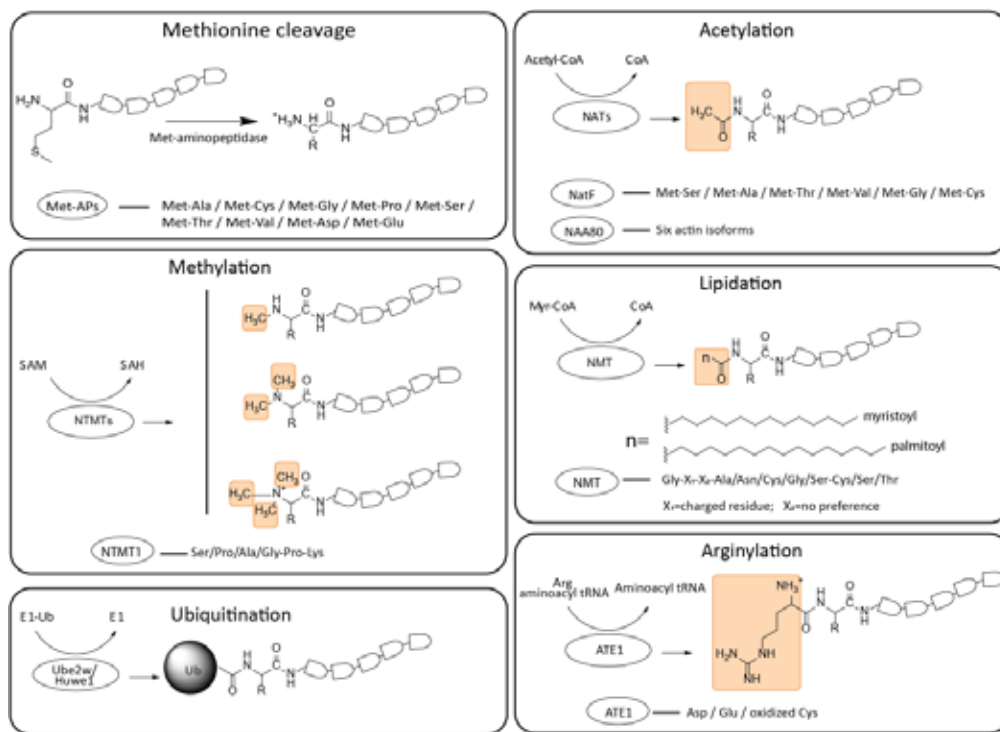 Methionine cleavage
H₂N
O
N
H
S
Met-aminopeptidase
⁺H₃N
H
C
R
O
C
N
H
Met-APs
Met-Ala / Met-Cys / Met-Gly / Met-Pro / Met-Ser /
Met-Thr / Met-Val / Met-Asp / Met-Glu
Acetylation
Acetyl-CoA
CoA
NATs
H₃C
C
O
H
N
R
O
C
N
H
NatF
Met-Ser / Met-Ala / Met-Thr / Met-Val / Met-Gly / Met-Cys
NAA80
Six actin isoforms
Methylation
SAM
SAH
NTMTs
H₃C
H
N
R
O
C
N
H
CH₃
H₃C
N
R
O
C
N
H
CH₃
H₃C
N⁺
H₃C
R
O
C
N
H
NTMT1
Ser/Pro/Ala/Gly-Pro-Lys
Lipidation
Myr-CoA
CoA
NMT
n
C
O
H
N
R
O
C
N
H
n=
myristoyl
palmitoyl
NMT
Gly-X₁-X₂-Ala/Asn/Cys/Gly/Ser-Cys/Ser/Thr
X₁=charged residue; X₂=no preference
Ubiquitination
E1-Ub
E1
Ube2w/
Huwe1
Ub
C
O
H
N
R
O
C
N
H
Arginylation
Arg
aminoacyl tRNA
Aminoacyl tRNA
ATE1
NH₃⁺
H
N
O
R
O
C
N
H
H₂N
NH
NH
ATE1
Asp / Glu / oxidized Cys